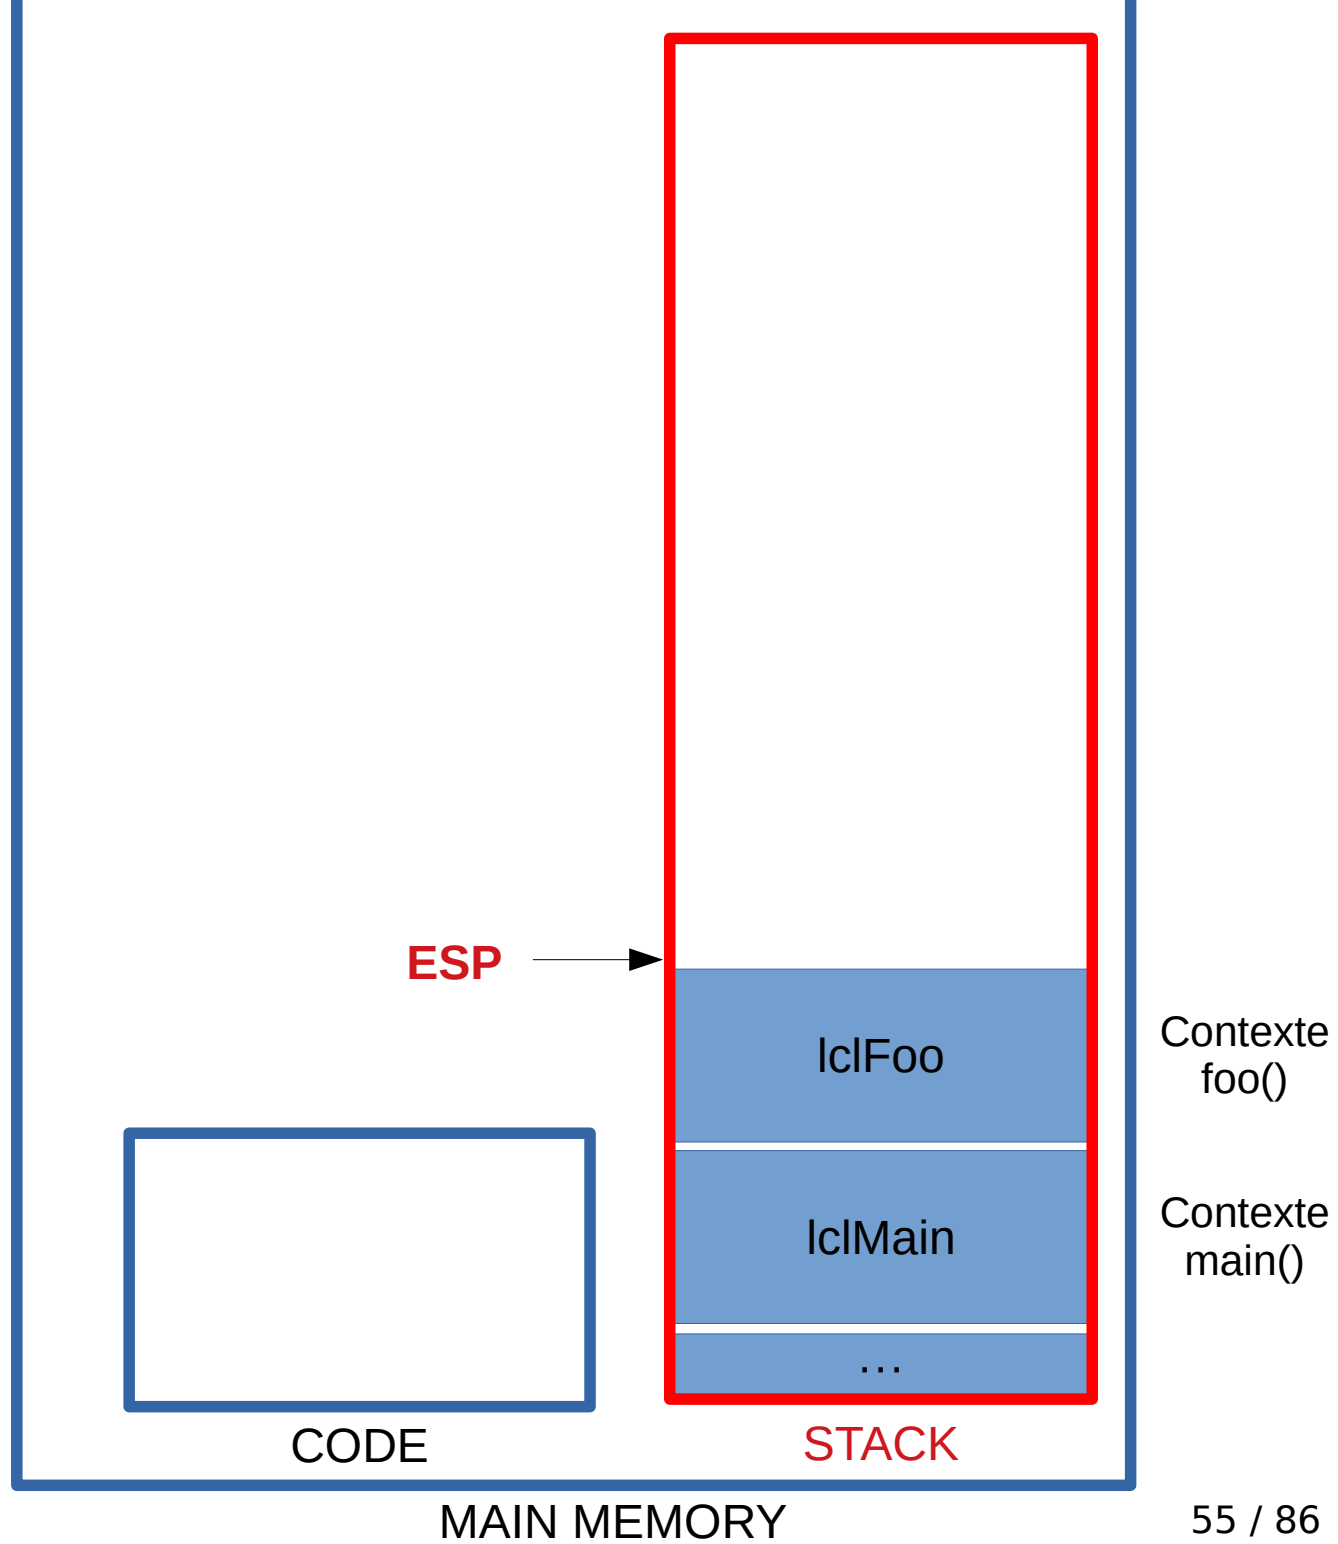 ESP
lclFoo
Contexte
foo()
lclMain
Contexte
main()
...
CODE
STACK
MAIN MEMORY
55 / 86